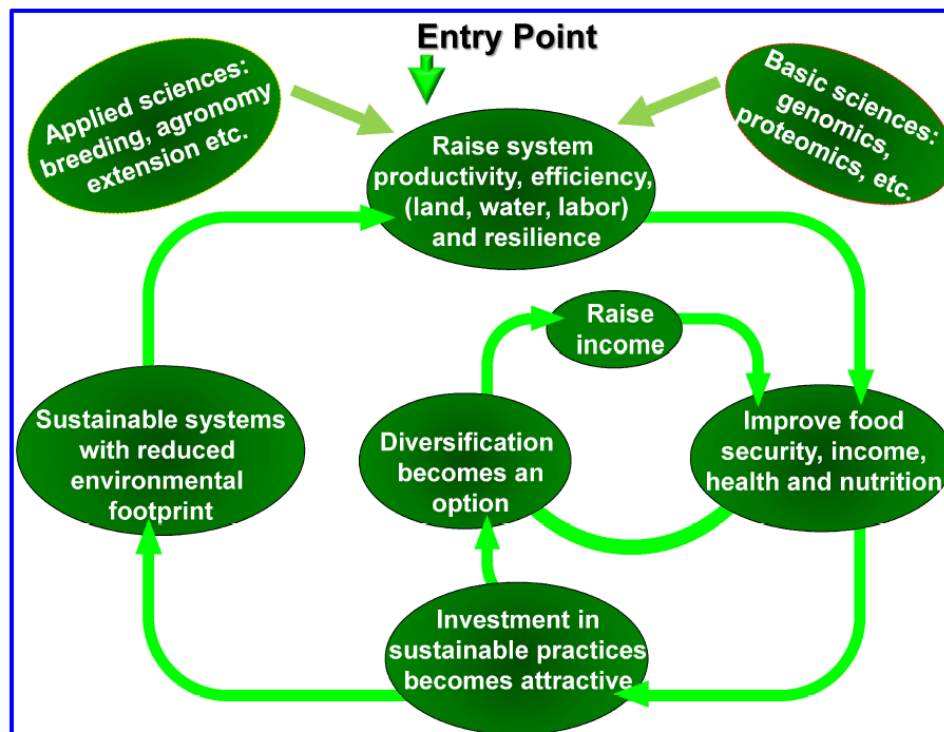 Entry Point
Applied sciences:
breeding, agronomy
extension etc.
Basic sciences:
genomics,
proteomics, etc.
Raise system
productivity, efficiency,
(land, water, labor)
and resilience
Raise
income
Sustainable systems
with reduced
environmental
footprint
Diversification
becomes an
option
Improve food
security, income,
health and nutrition
Investment in
sustainable practices
becomes attractive